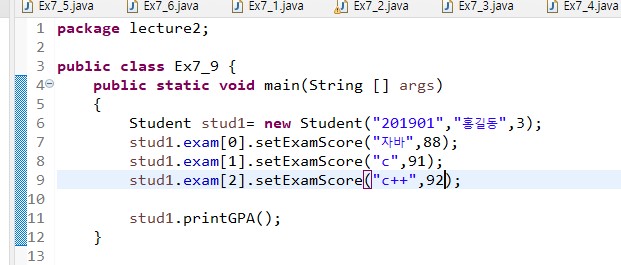 Ex7_5.java Ex7_6.java Ex7_1.java Ex7_2.java Ex7_3.java Ex7_4.java
1 package lecture2;
2
3 public class Ex7_9 {
4 public static void main(String [] args)
5 {
6 Student stud1= new Student("201901","홍길동",3);
7 stud1.exam[0].setExamScore("자바",88);
8 stud1.exam[1].setExamScore("c",91);
9 stud1.exam[2].setExamScore("c++",92);
10
11 stud1.printGPA();
12 }
13